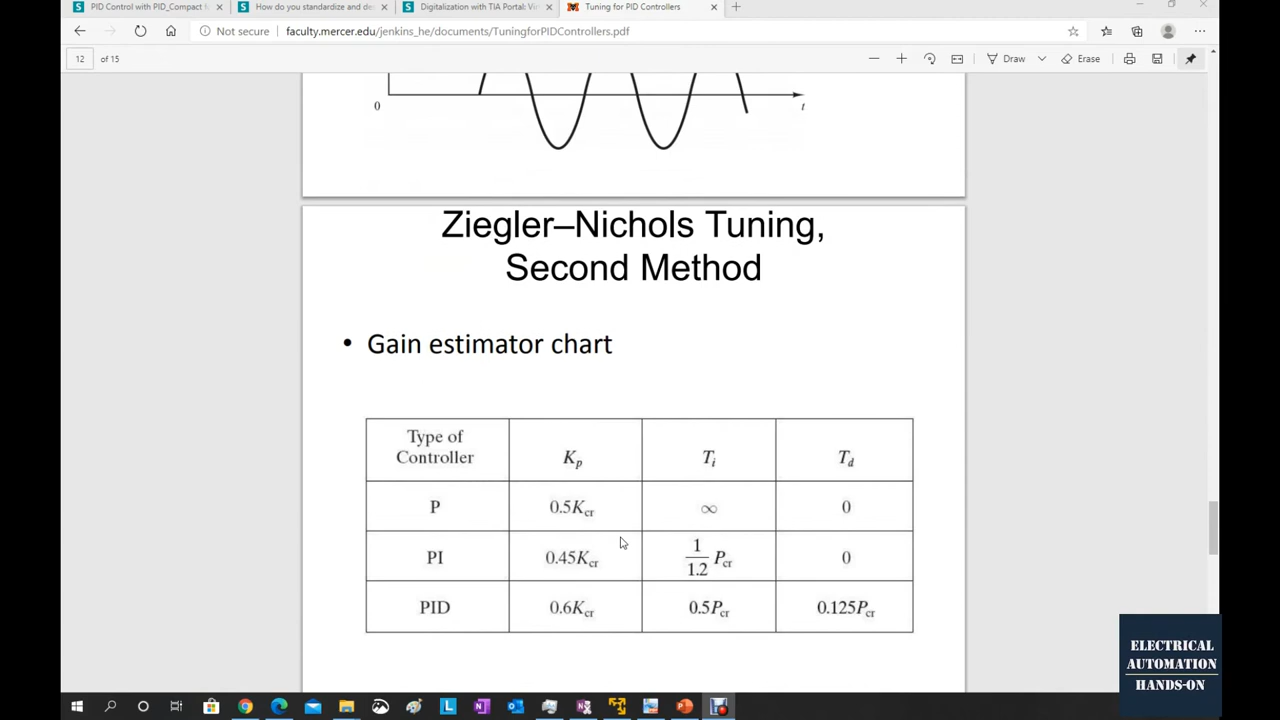 PID Control with PID_Compact f
How do you standardize and de
Digitalization with TIA Portal: Vir
Tuning for PID Controllers
Not secure
faculty.mercer.edu/jenkins_he/documents/TuningforPIDControllers.pdf
12 of 15
Draw
Erase
0
t
Ziegler–Nichols Tuning,
Second Method
• Gain estimator chart
Type of
Controller
Kp
Ti
Td
P
0.5Kcr
∞
0
PI
0.45Kcr
1/1.2 Pcr
0
PID
0.6Kcr
0.5Pcr
0.125Pcr
ELECTRICAL
AUTOMATION
HANDS-ON